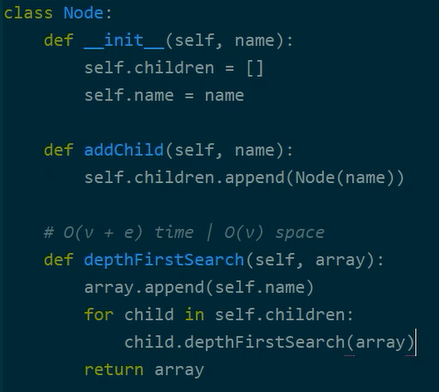 class Node:
    def __init__(self, name):
        self.children = []
        self.name = name

    def addChild(self, name):
        self.children.append(Node(name))

    # O(v + e) time | O(v) space
    def depthFirstSearch(self, array):
        array.append(self.name)
        for child in self.children:
            child.depthFirstSearch(array)
        return array